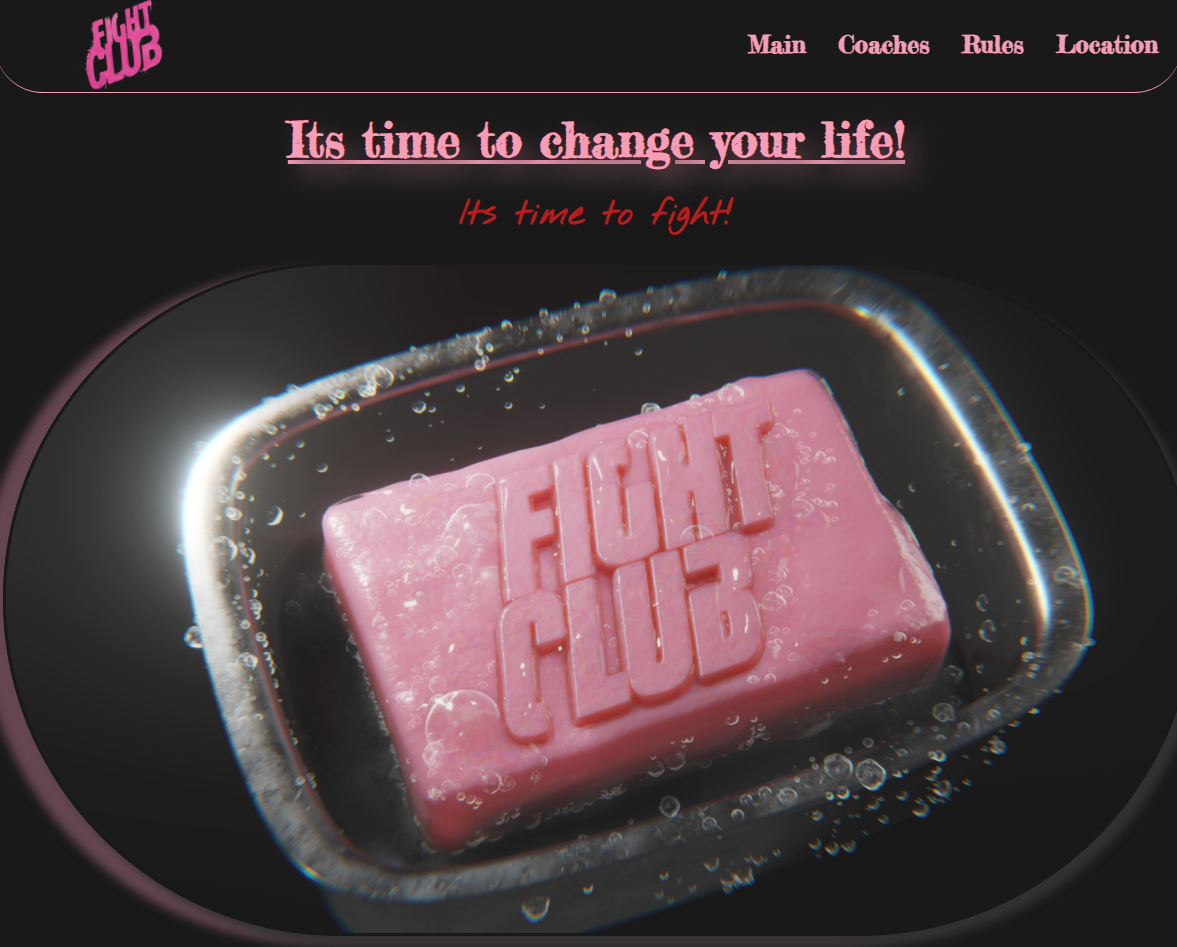 FIGHT
CLUB
Main Coaches Rules Location
Its time to change your life!
Its time to fight!
FIGHT
CLUB